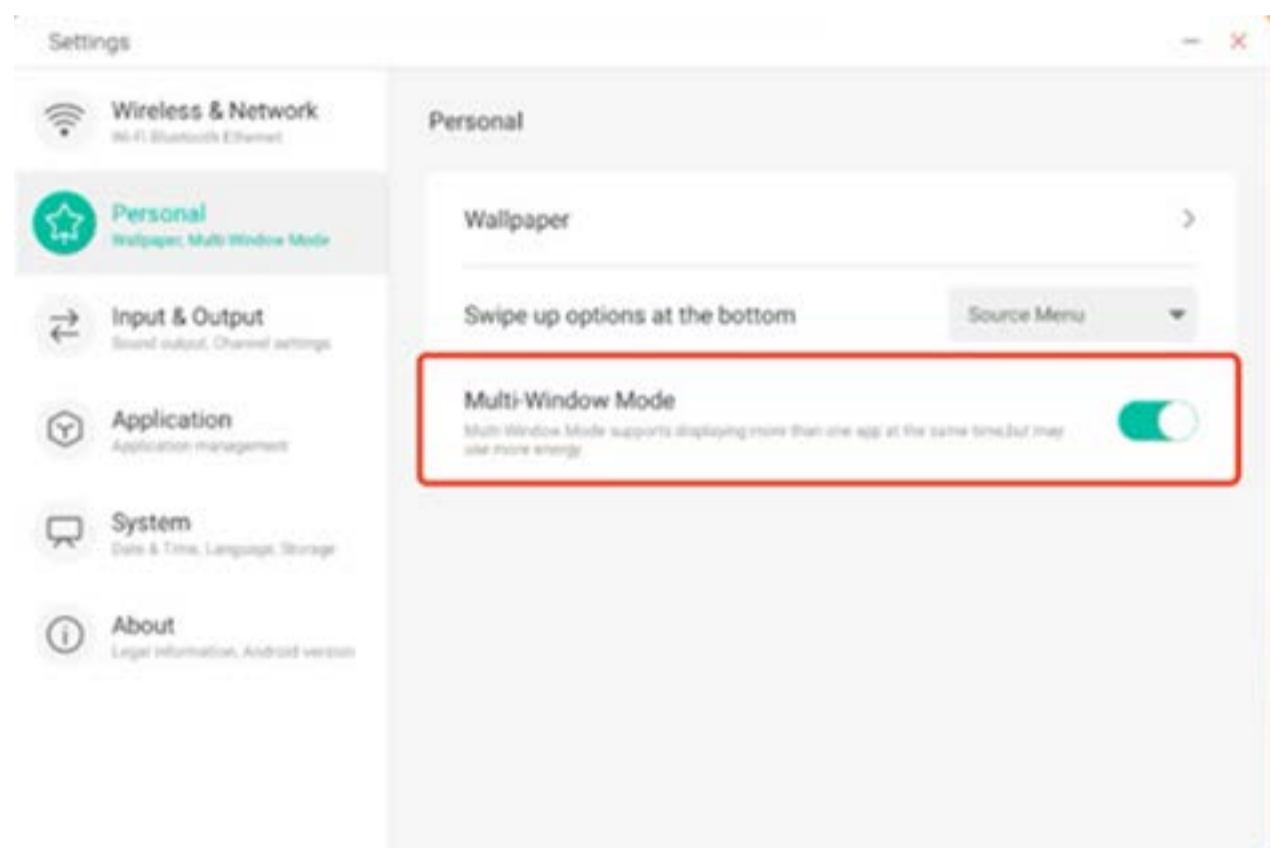 Settings
Wireless & Network
Wi-Fi Bluetooth Ethernet
Personal
Wallpaper, Multi-Window Mode
Input & Output
Sound output, Channel settings
Application
Application management
System
Date & Time, Language, Storage
About
Legal information, Android version
Personal
Wallpaper
Swipe up options at the bottom
Source Menu
Multi-Window Mode
Multi-Window Mode supports displaying more than one app at the same time,but may
use more energy